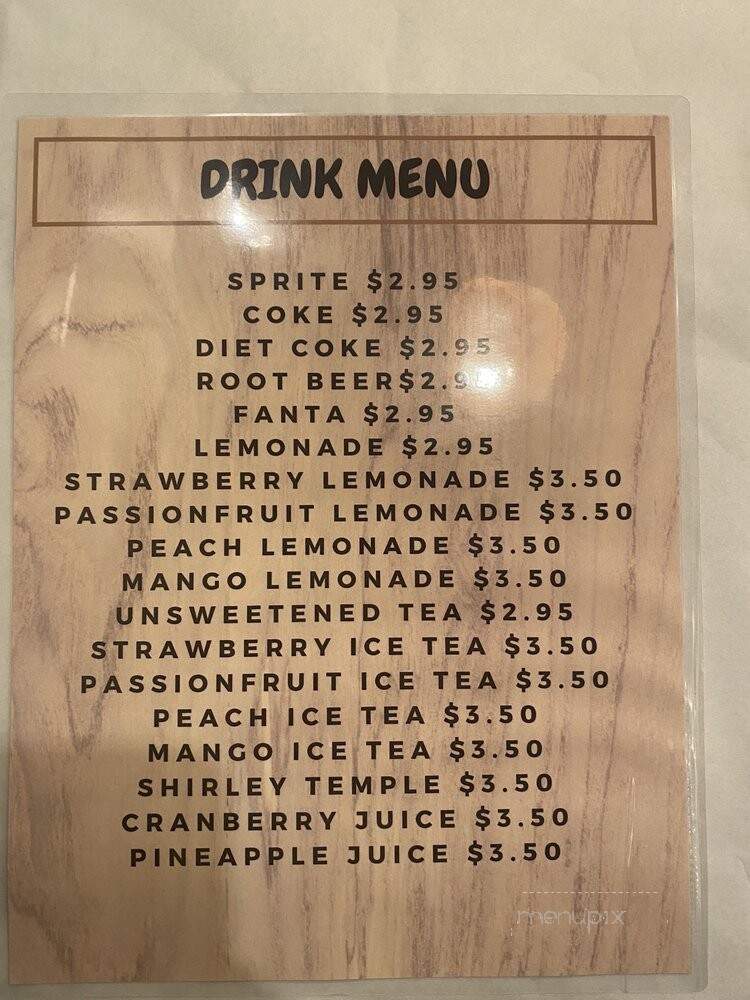 DRINK MENU
SPRITE $2.95
COKE $2.95
DIET COKE $2.95
ROOT BEER
FANTA $2.95
LEMONADE $2.95
STRAWBERRY LEMONADE $3.50
PASSIONFRUIT LEMONADE $3.50
PEACH LEMONADE $3.50
MANGO LEMONADE $3.50
UNSWEETENED TEA $2.95
STRAWBERRY ICE TEA $3.50
PASSIONFRUIT ICE TEA $3.50
PEACH ICE TEA $3.50
MANGO ICE TEA $3.50
SHIRLEY TEMPLE $3.50
CRANBERRY JUICE $3.50
PINEAPPLE JUICE $3.50
menupix